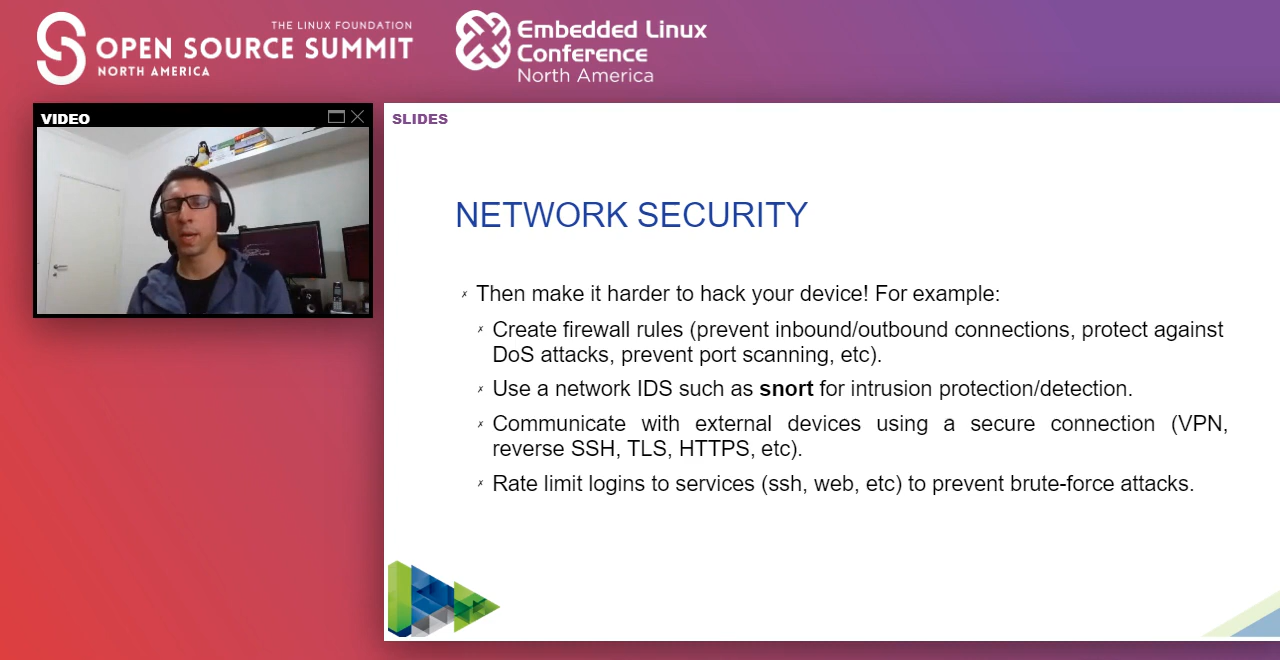 THE LINUX FOUNDATION
OPEN SOURCE SUMMIT
NORTH AMERICA
Embedded Linux
Conference
North America
VIDEO
SLIDES
NETWORK SECURITY
✗ Then make it harder to hack your device! For example:
✗ Create firewall rules (prevent inbound/outbound connections, protect against
DoS attacks, prevent port scanning, etc).
✗ Use a network IDS such as snort for intrusion protection/detection.
✗ Communicate with external devices using a secure connection (VPN,
reverse SSH, TLS, HTTPS, etc).
✗ Rate limit logins to services (ssh, web, etc) to prevent brute-force attacks.